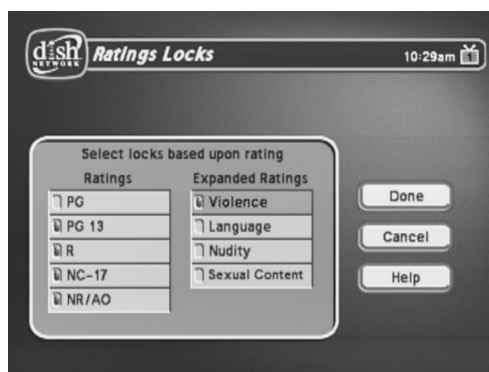 dish
NETWORK
Ratings Locks
10:29am
1
Select locks based upon rating
Ratings
PG
PG 13
R
NC-17
NR/AO
Expanded Ratings
Violence
Language
Nudity
Sexual Content
Done
Cancel
Help